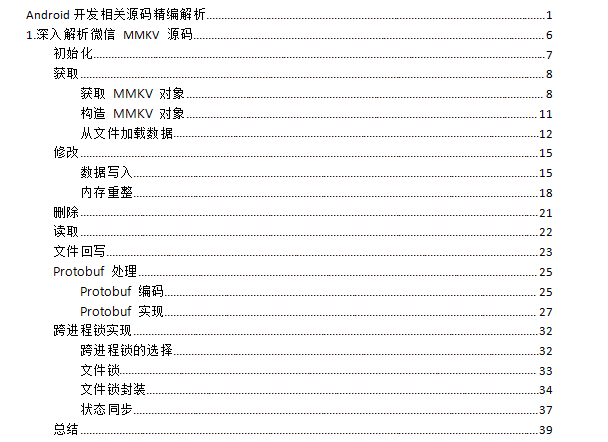 Android 开发相关源码精编解析........1
1.深入解析微信 MMKV 源码........6
初始化........7
获取........8
获取 MMKV 对象........8
构造 MMKV 对象........11
从文件加载数据........12
修改........15
数据写入........15
内存重整........18
删除........21
读取........22
文件回写........23
Protobuf 处理........25
Protobuf 编码........25
Protobuf 实现........27
跨进程锁实现........32
跨进程锁的选择........32
文件锁........33
文件锁封装........34
状态同步........37
总结........39